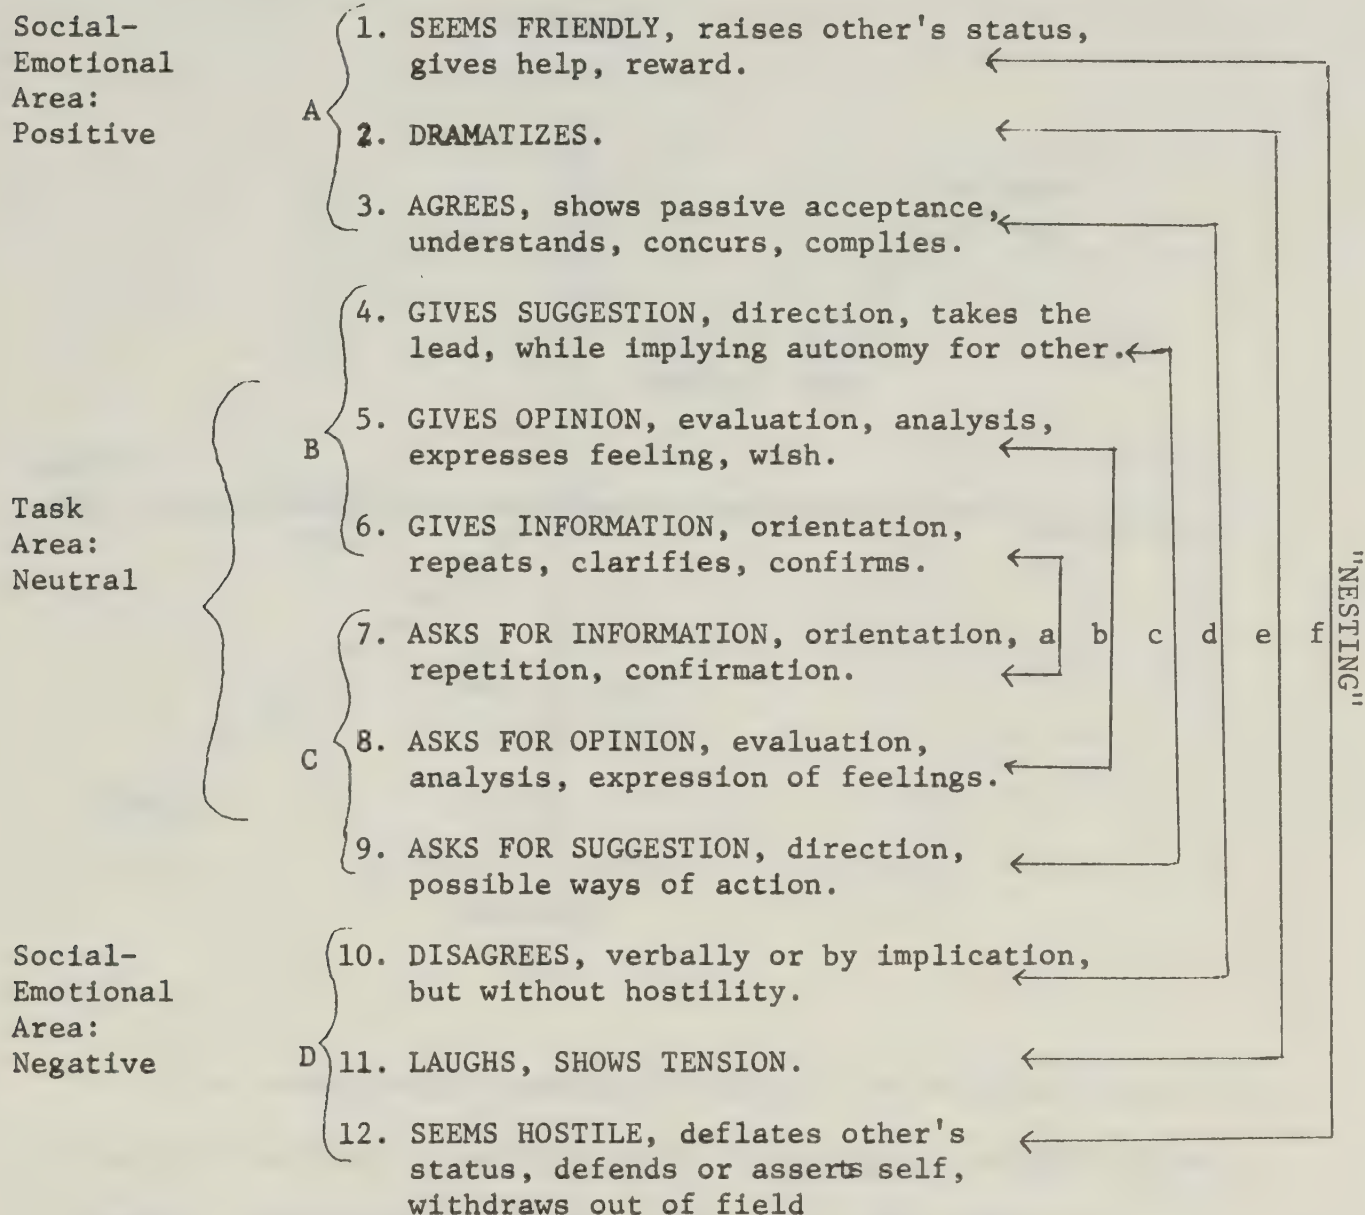 Social-
Emotional
Area:
Positive
A
1. SEEMS FRIENDLY, raises other's status,
gives help, reward.
2. DRAMATIZES.
3. AGREES, shows passive acceptance,
understands, concurs, complies.
Task
Area:
Neutral
B
4. GIVES SUGGESTION, direction, takes the
lead, while implying autonomy for other.
5. GIVES OPINION, evaluation, analysis,
expresses feeling, wish.
6. GIVES INFORMATION, orientation,
repeats, clarifies, confirms.
C
7. ASKS FOR INFORMATION, orientation,
repetition, confirmation.
8. ASKS FOR OPINION, evaluation,
analysis, expression of feelings.
9. ASKS FOR SUGGESTION, direction,
possible ways of action.
Social-
Emotional
Area:
Negative
D
10. DISAGREES, verbally or by implication,
but without hostility.
11. LAUGHS, SHOWS TENSION.
12. SEEMS HOSTILE, deflates other's
status, defends or asserts self,
withdraws out of field
a b c d e f
"NESTING"